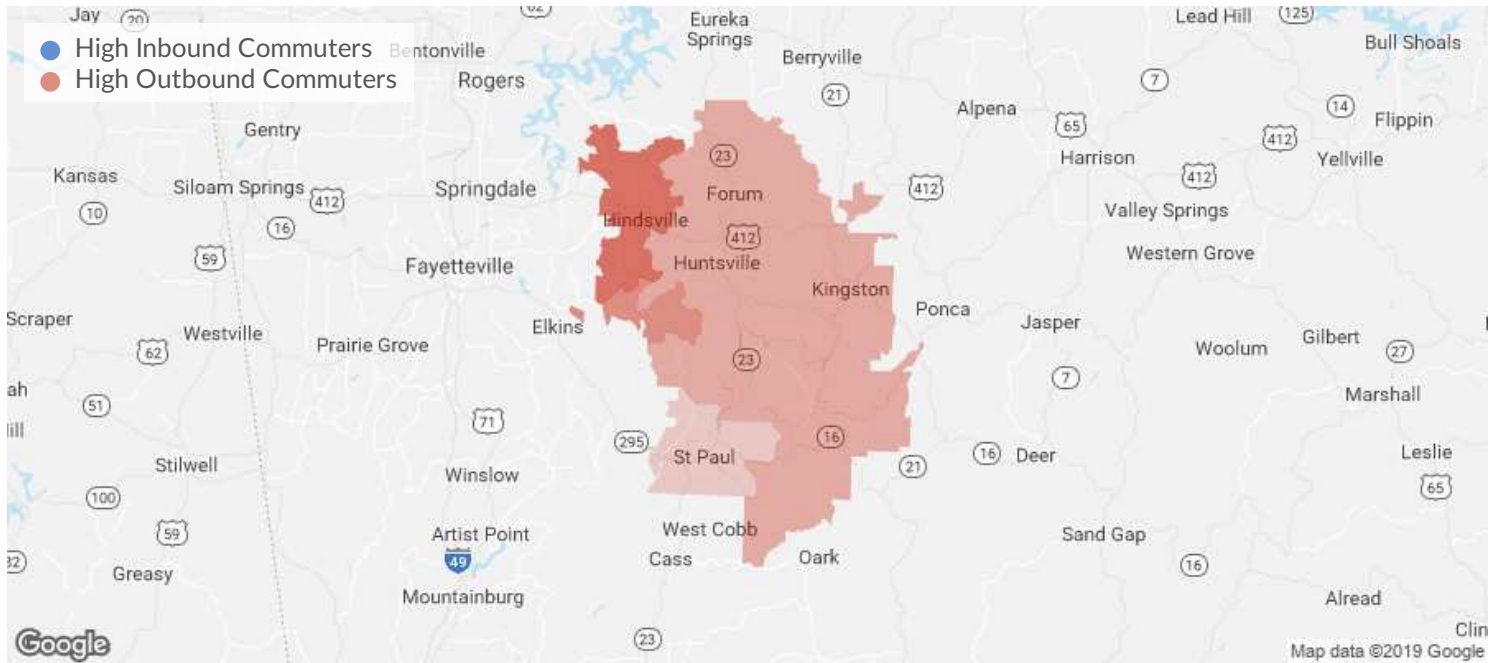 Jay
20
62
Eureka
Springs
Lead Hill
125
High Inbound Commuters
Bentonville
Bull Shoals
High Outbound Commuters
Rogers
Berryville
7
21
Alpena
14
Flippin
Gentry
65
412
Harrison
Yellville
23
Kansas
Siloam Springs
412
Springdale
Forum
412
412
10
16
Hindsville
Valley Springs
412
Western Grove
59
Fayetteville
Huntsville
Kingston
Ponca
Scraper
Westville
Elkins
Jasper
Gilbert
62
Prairie Grove
23
Woolum
27
ah
7
Marshall
51
71
16
295
St Paul
21
16
Deer
Leslie
Stilwell
Winslow
65
100
59
Artist Point
West Cobb
Sand Gap
49
Cass
Oark
16
Greasy
Mountainburg
Alread
23
Clin
Google
Map data ©2019 Google